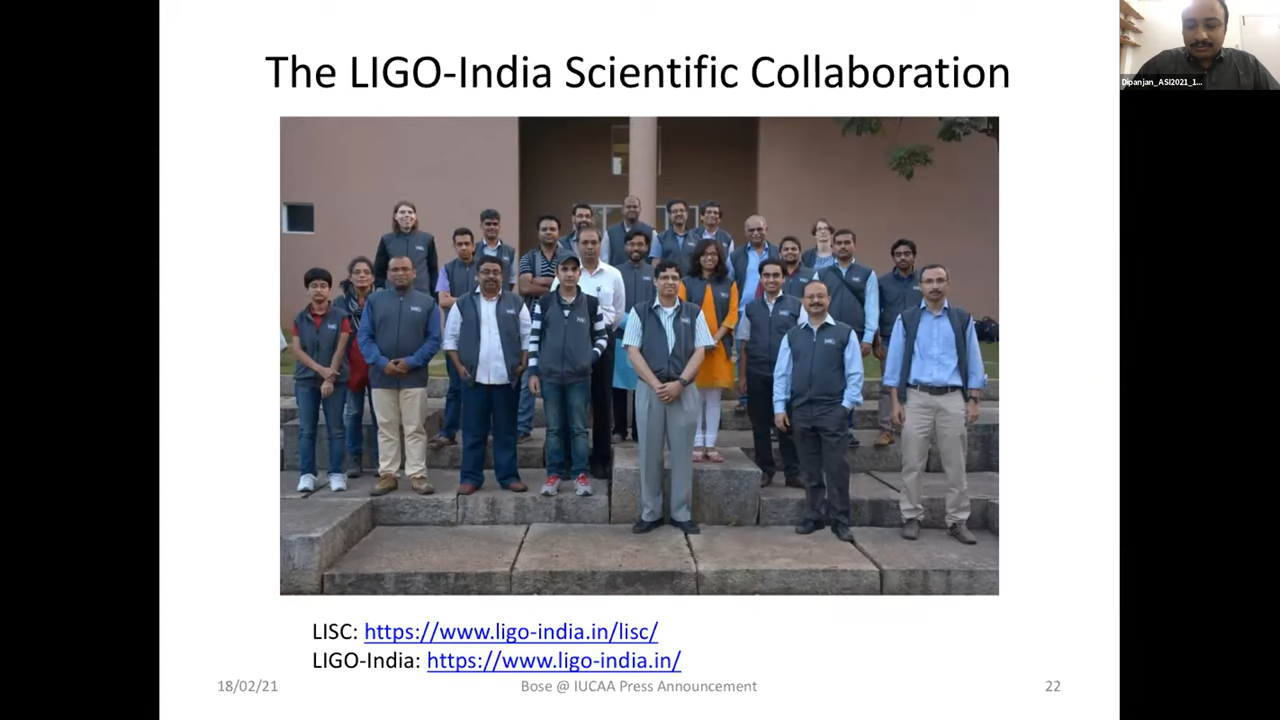 The LIGO-India Scientific Collaboration
Dipanjan_ASI2021_1...
LISC: https://www.ligo-india.in/lisc/
LIGO-India: https://www.ligo-india.in/
18/02/21
Bose @ IUCAA Press Announcement
22